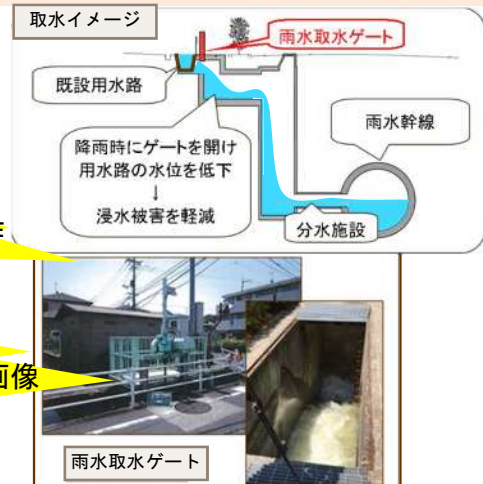 取水イメージ
雨水取水ゲート
既設用水路
雨水幹線
降雨時にゲートを開け
用水路の水位を低下
↓
浸水被害を軽減
分水施設
画像
雨水取水ゲート